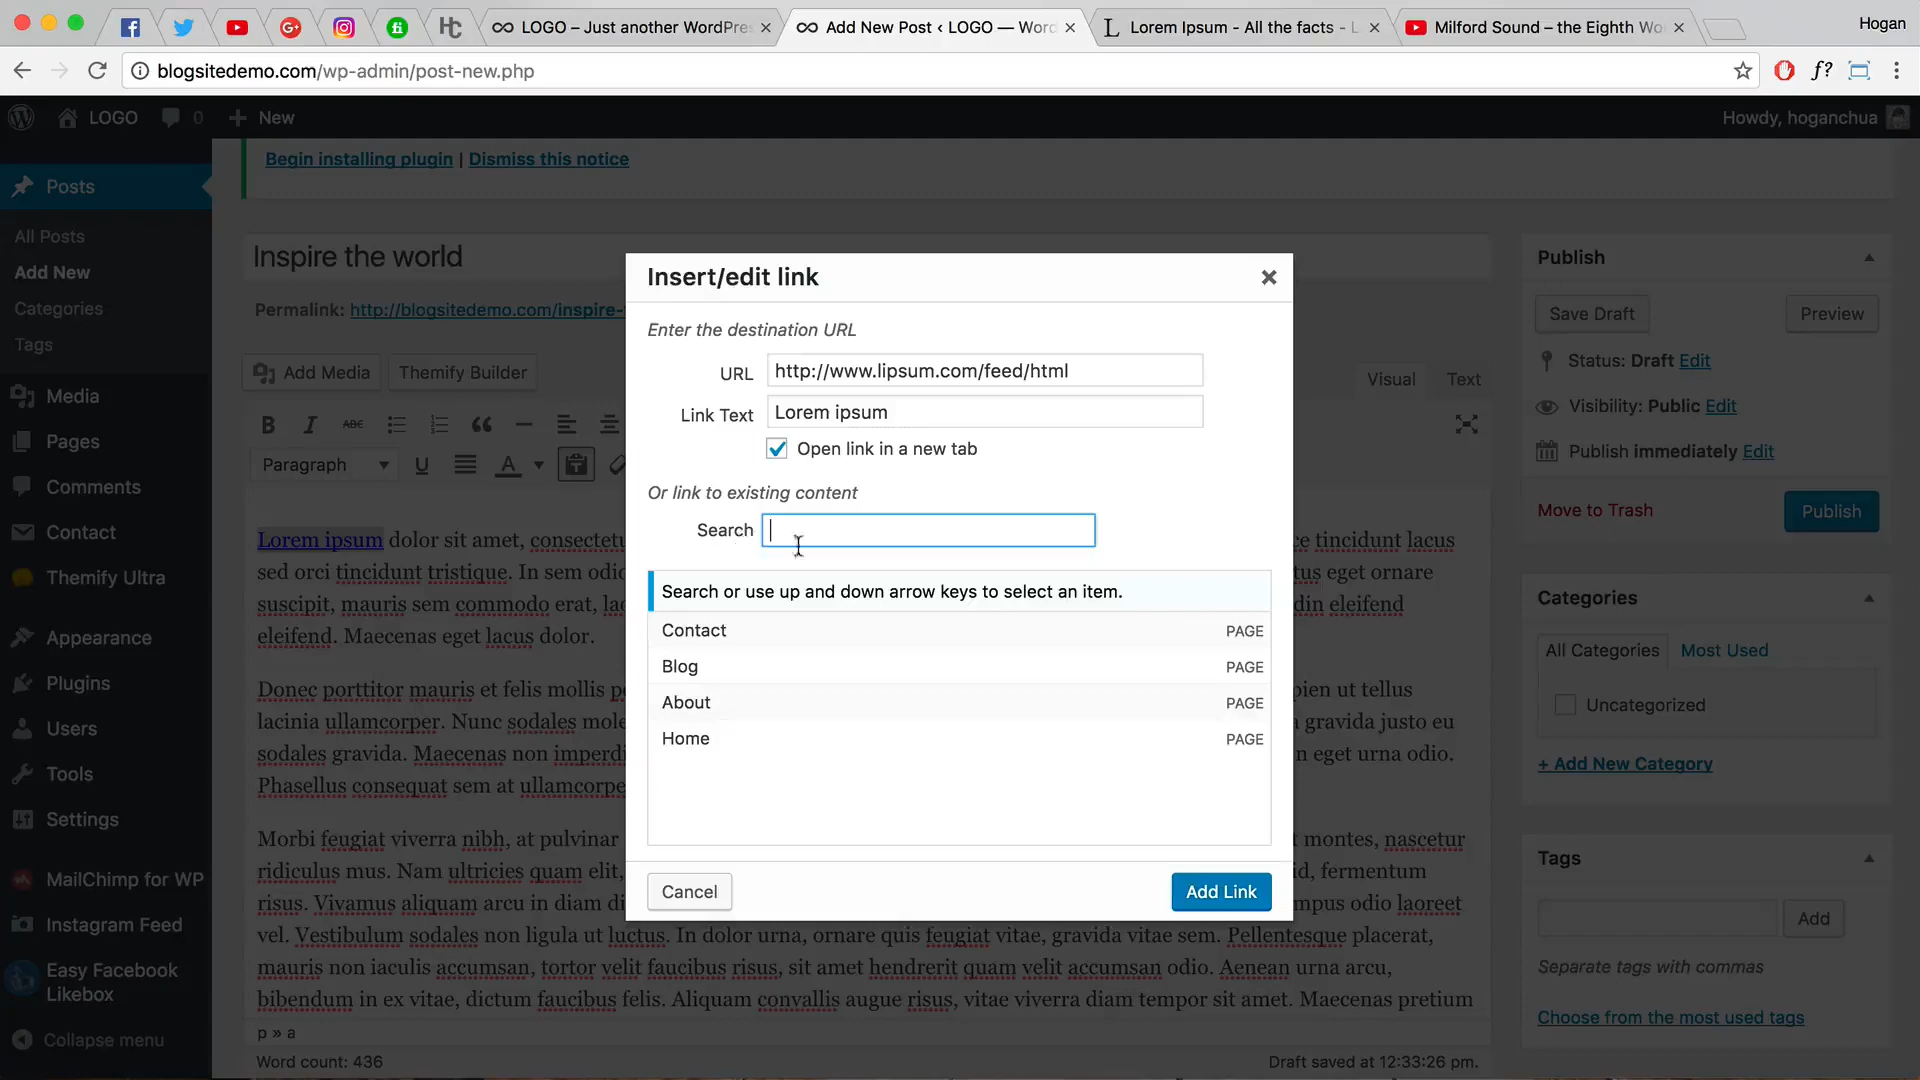 LOGO – Just another WordPres
Add New Post ‹ LOGO — Word
Lorem Ipsum - All the facts - L
Milford Sound – the Eighth Wo
Hogan
blogsitedemo.com/wp-admin/post-new.php
f?
LOGO
0
New
Howdy, hoganchua
Begin installing plugin | Dismiss this notice
Posts
All Posts
Add New
Categories
Tags
Media
Pages
Comments
Contact
Themify Ultra
Appearance
Plugins
Users
Tools
Settings
MailChimp for WP
Instagram Feed
Easy Facebook
Likebox
Collapse menu
Inspire the world
Permalink: http://blogsitedemo.com/inspire-
Add Media
Themify Builder
Visual
Text
B I ABC
Paragraph
U
A
Insert/edit link
Enter the destination URL
URL
http://www.lipsum.com/feed/html
Link Text
Lorem ipsum
Open link in a new tab
Or link to existing content
Search
Search or use up and down arrow keys to select an item.
Contact PAGE
Blog PAGE
About PAGE
Home PAGE
Cancel
Add Link
Lorem ipsum dolor sit amet, consectetu ce tincidunt lacus
sed orci tincidunt tristique. In sem odio tus eget ornare
suscipit, mauris sem commodo erat, lac din eleifend
eleifend. Maecenas eget lacus dolor.
Donec porttitor mauris et felis mollis pe pien ut tellus
lacinia ullamcorper. Nunc sodales mole a gravida justo eu
sodales gravida. Maecenas non imperdi n eget urna odio.
Phasellus consequat sem at ullamcorpe
Morbi feugiat viverra nibh, at pulvinar t montes, nascetur
ridiculus mus. Nam ultricies quam elit, id, fermentum
risus. Vivamus aliquam arcu in diam di mpus odio laoreet
vel. Vestibulum sodales non ligula ut luctus. In dolor urna, ornare quis feugiat vitae, gravida vitae sem. Pellentesque placerat,
mauris non iaculis accumsan, tortor velit faucibus risus, sit amet hendrerit quam velit accumsan odio. Aenean urna arcu,
bibendum in ex vitae, dictum faucibus felis. Aliquam convallis augue risus, vitae viverra diam tempor sit amet. Maecenas pretium
p » a
Word count: 436
Draft saved at 12:33:26 pm.
Publish
Save Draft
Preview
Status: Draft Edit
Visibility: Public Edit
Publish immediately Edit
Move to Trash
Publish
Categories
All Categories
Most Used
Uncategorized
+ Add New Category
Tags
Add
Separate tags with commas
Choose from the most used tags